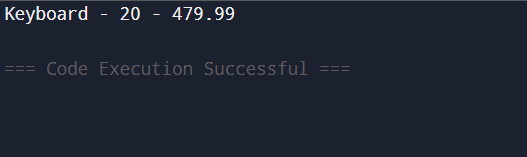 Keyboard - 20 - 479.99
=== Code Execution Successful ===